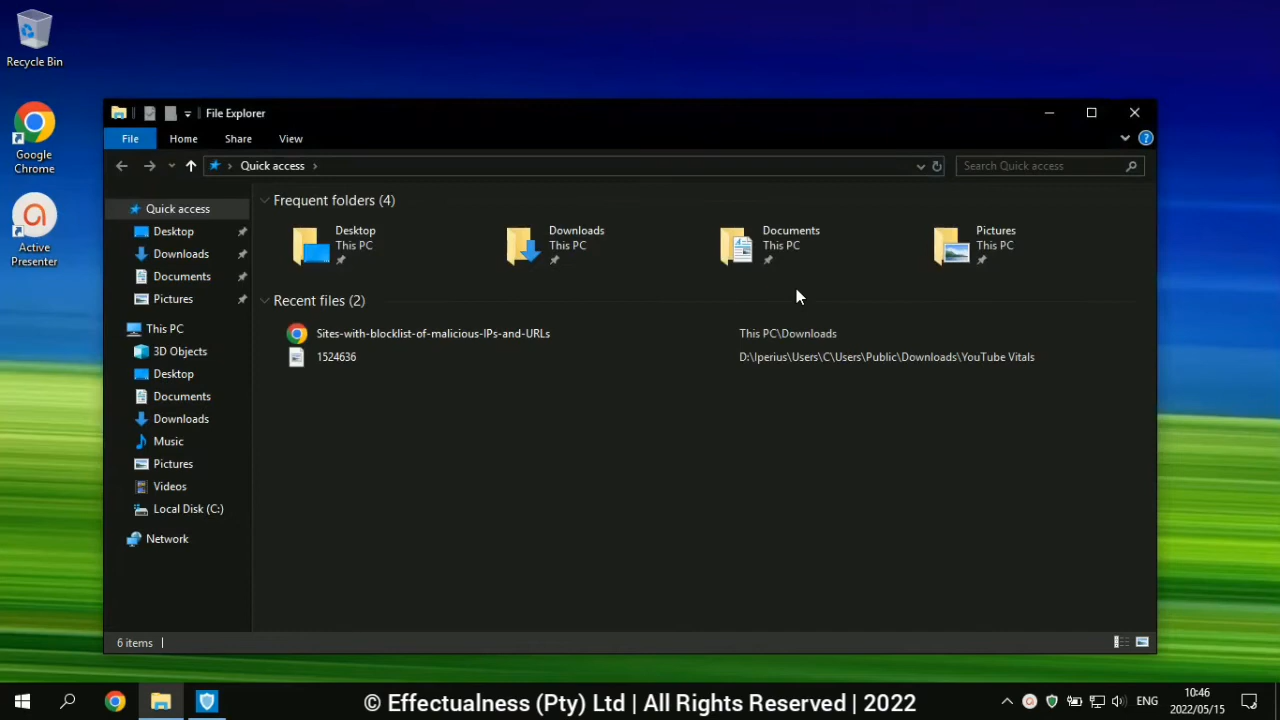 Recycle Bin
Google
Chrome
Active
Presenter
File Explorer
File
Home
Share
View
Quick access
Search Quick access
Quick access
Desktop
Downloads
Documents
Pictures
This PC
3D Objects
Desktop
Documents
Downloads
Music
Pictures
Videos
Local Disk (C:)
Network
Frequent folders (4)
Desktop
This PC
Downloads
This PC
Documents
This PC
Pictures
This PC
Recent files (2)
Sites-with-blocklist-of-malicious-IPs-and-URLs
This PC\Downloads
1524636
D:\Iperius\Users\C\Users\Public\Downloads\YouTube Vitals
6 items
© Effectualness (Pty) Ltd | All Rights Reserved | 2022
ENG
10:46
2022/05/15